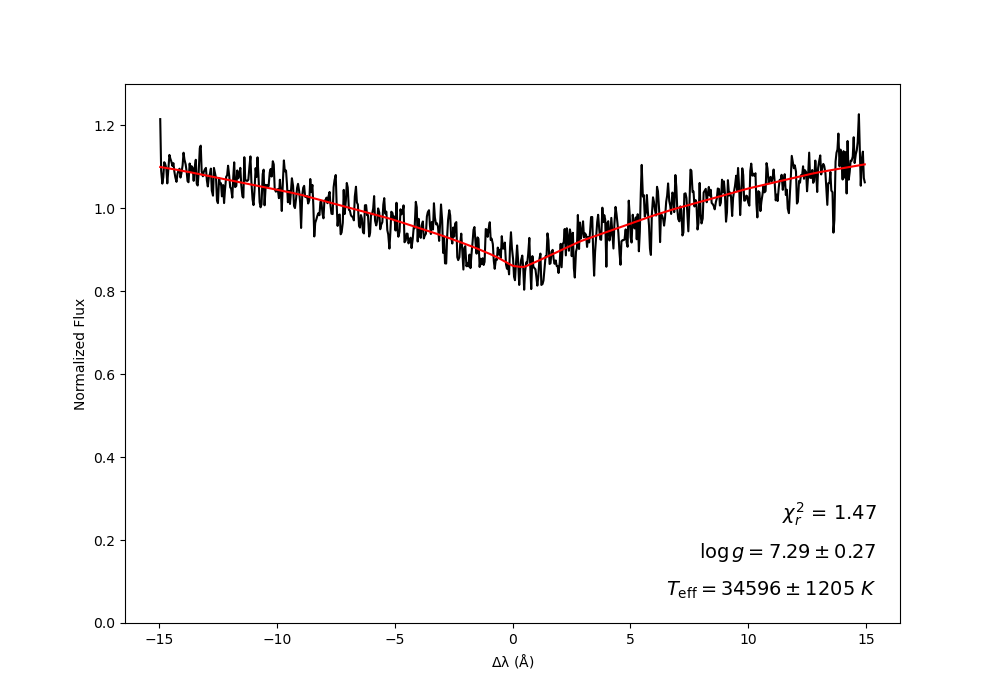 Normalized Flux
1.2
1.0
0.8
0.6
0.4
0.2
0.0
χ²ᵣ = 1.47
log g = 7.29 ± 0.27
T_eff = 34596 ± 1205 K
−15
−10
−5
0
5
10
15
Δλ (Å)